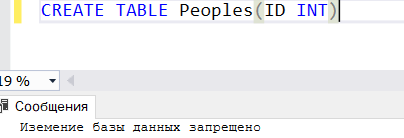 CREATE TABLE Peoples(ID INT)
19 %
Сообщения
Иземение базы данных запрещено